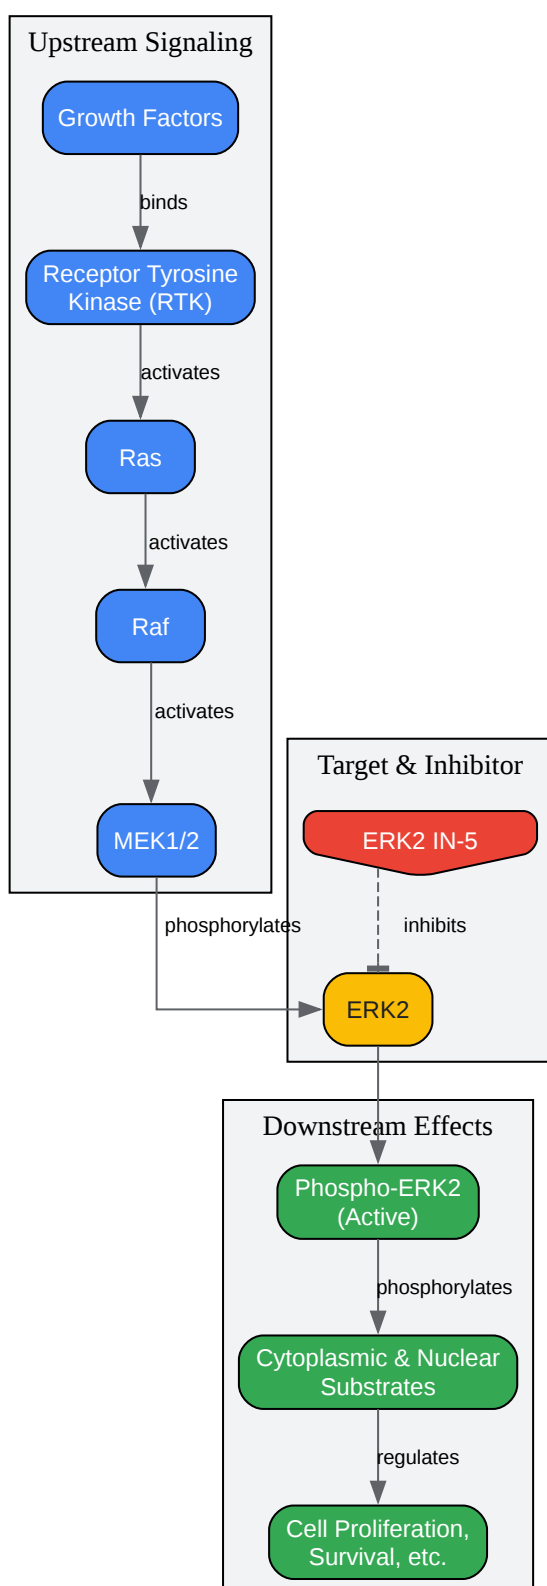 Upstream Signaling
Growth Factors
binds
Receptor Tyrosine
Kinase (RTK)
activates
Ras
activates
Raf
activates
MEK1/2
phosphorylates
Target & Inhibitor
ERK2 IN-5
inhibits
ERK2
Downstream Effects
Phospho-ERK2
(Active)
phosphorylates
Cytoplasmic & Nuclear
Substrates
regulates
Cell Proliferation,
Survival, etc.